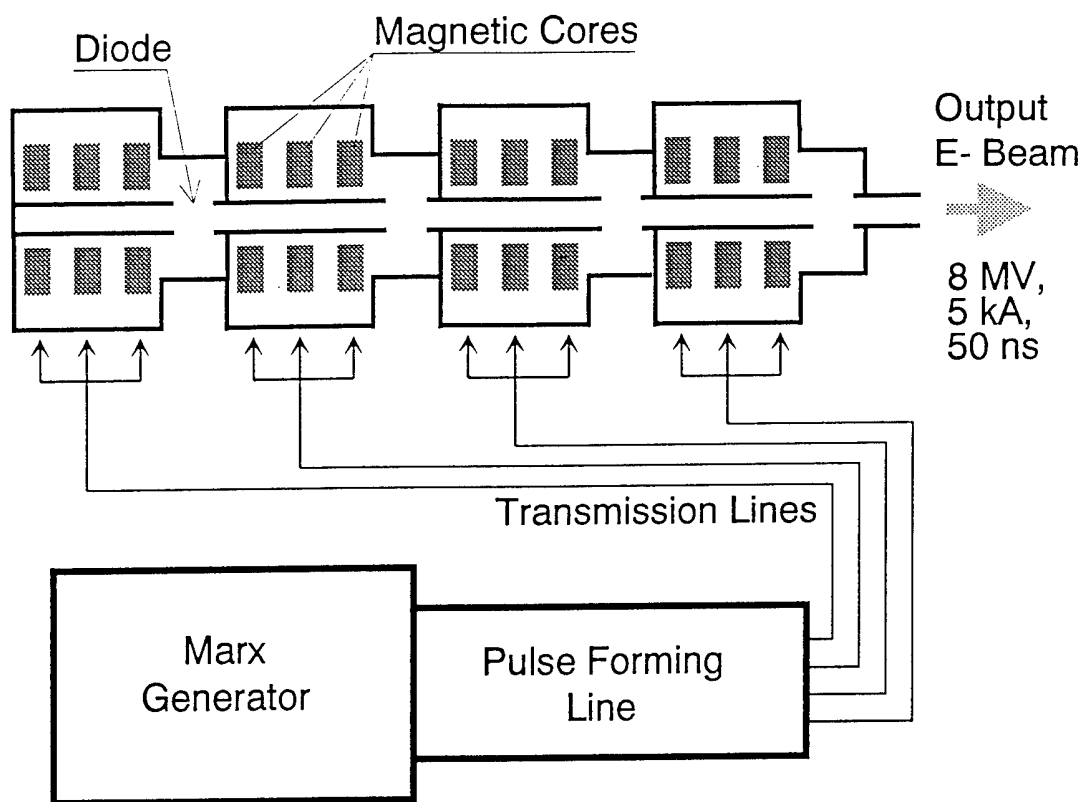 Diode
Magnetic Cores
Output
E- Beam
8 MV,
5 kA,
50 ns
Transmission Lines
Marx
Generator
Pulse Forming
Line